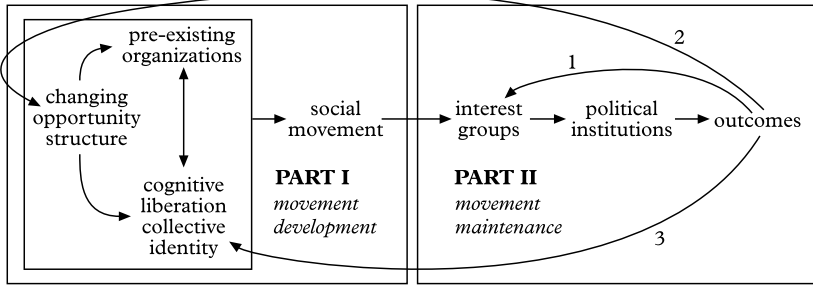 pre-existing
organizations
changing
opportunity
structure
cognitive
liberation
collective
identity
social
movement
PART I
movement
development
interest
groups
political
institutions
outcomes
PART II
movement
maintenance
1
2
3